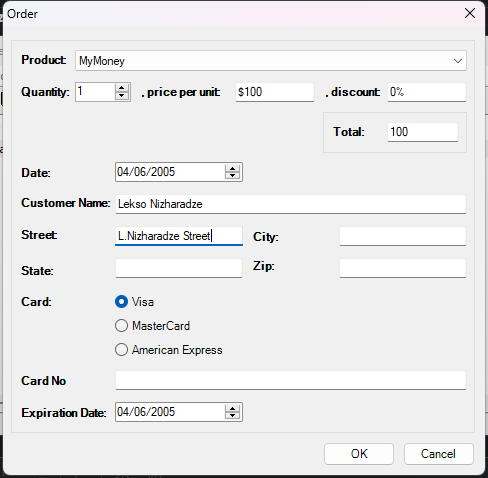 Order
Product: MyMoney
Quantity: 1 , price per unit: $100 , discount: 0%
Total: 100
Date: 04/06/2005
Customer Name: Lekso Nizharadze
Street: L.Nizharadze Street City:
State: Zip:
Card: Visa
MasterCard
American Express
Card No
Expiration Date: 04/06/2005
OK Cancel